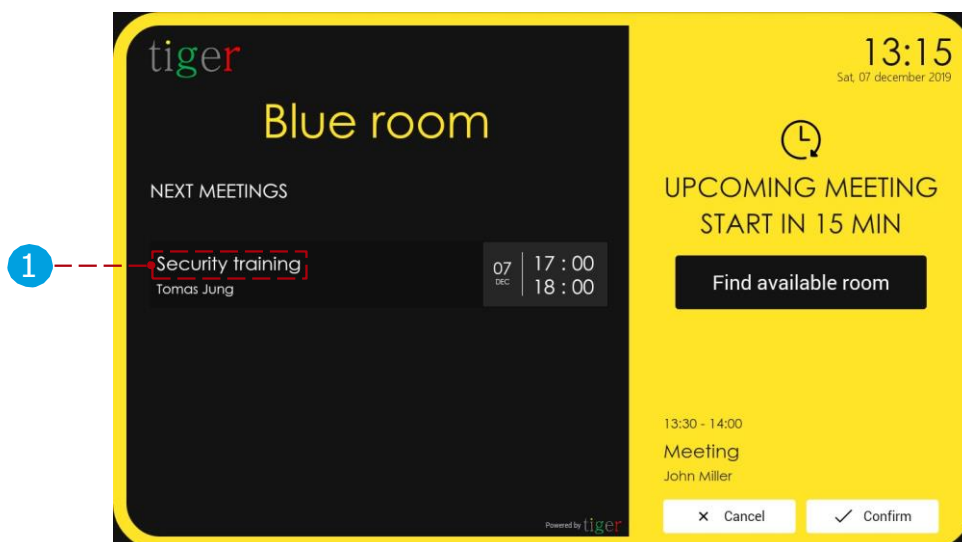 1
tiger
Blue room
NEXT MEETINGS
Security training
Tomas Jung
07
DEC
17 : 00
18 : 00
Powered by tiger
13:15
Sat, 07 december 2019
UPCOMING MEETING
START IN 15 MIN
Find available room
13:30 - 14:00
Meeting
John Miller
× Cancel
✓ Confirm